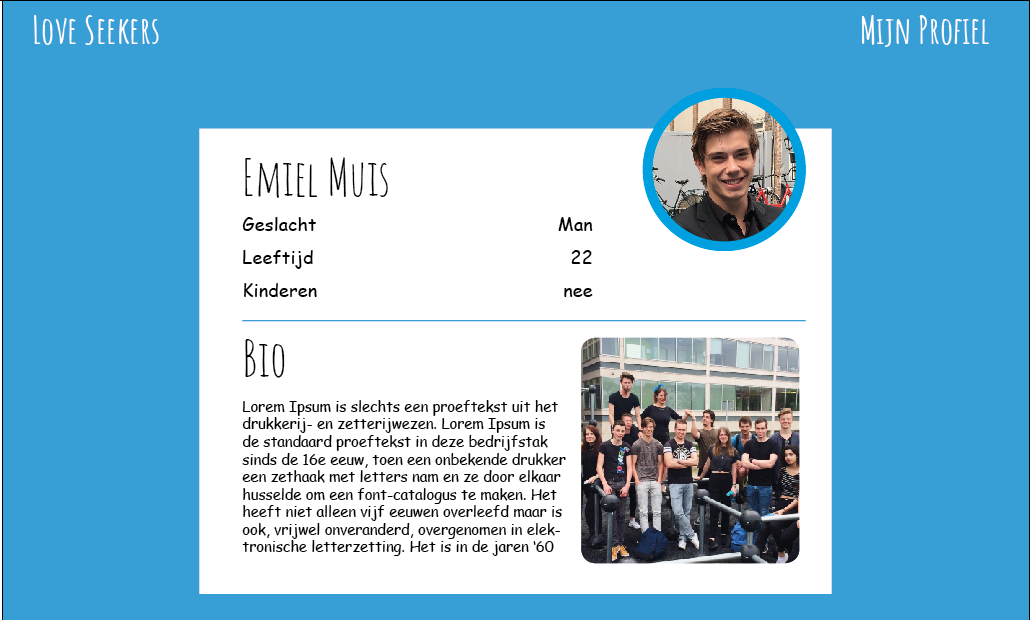 Love Seekers
Mijn Profiel
Emiel Muis
Geslacht Man
Leeftijd 22
Kinderen nee
Bio
Lorem Ipsum is slechts een proeftekst uit het
drukkerij- en zetterijwezen. Lorem Ipsum is
de standaard proeftekst in deze bedrijfstak
sinds de 16e eeuw, toen een onbekende drukker
een zethaak met letters nam en ze door elkaar
husselde om een font-catalogus te maken. Het
heeft niet alleen vijf eeuwen overleefd maar is
ook, vrijwel onveranderd, overgenomen in elek-
tronische letterzetting. Het is in de jaren '60